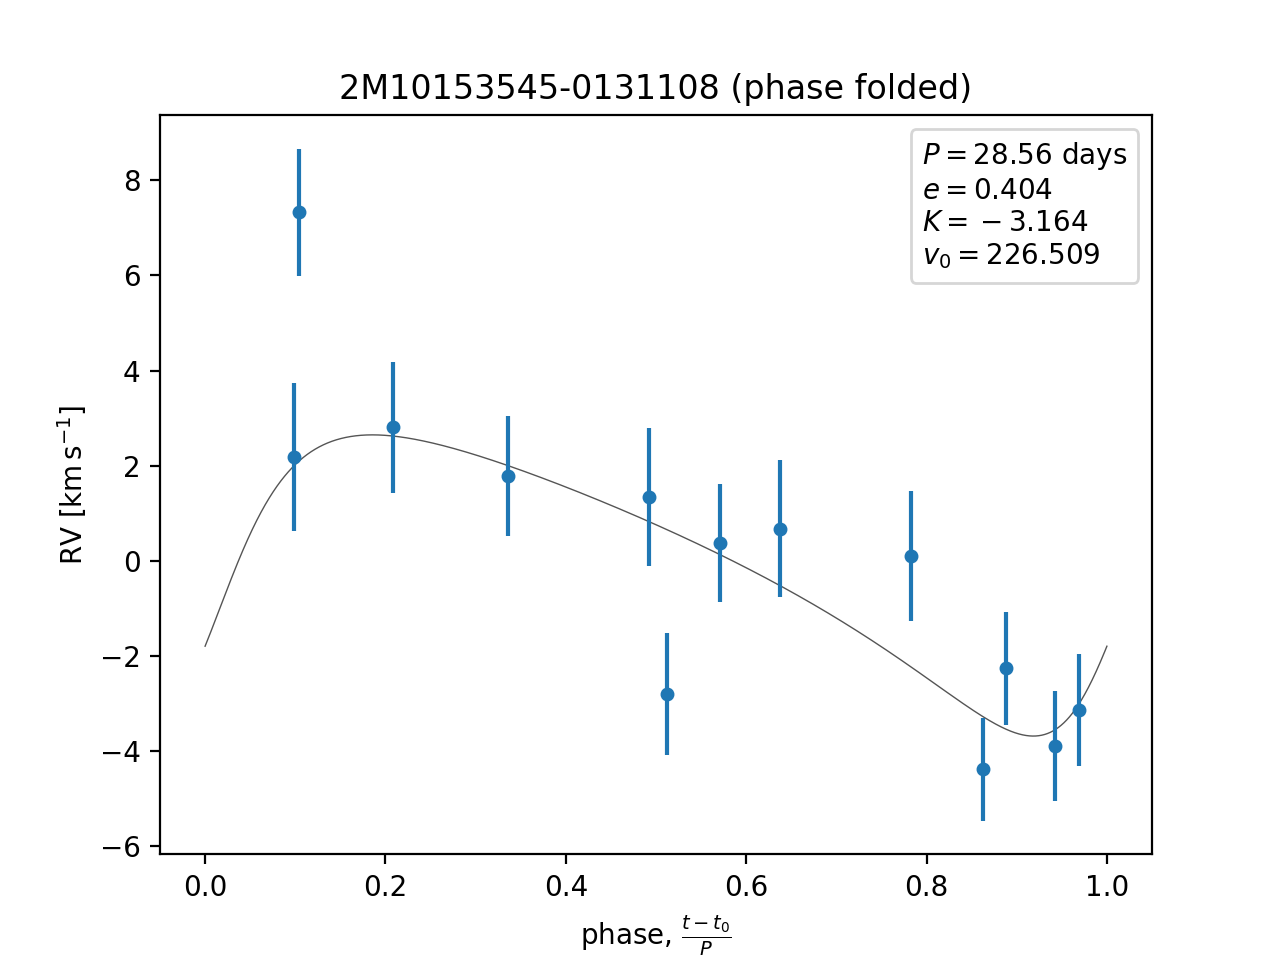 2M10153545-0131108 (phase folded)
P = 28.56 days
e = 0.404
K = −3.164
v₀ = 226.509
8
6
4
2
0
−2
−4
−6
RV [km s⁻¹]
0.0 0.2 0.4 0.6 0.8 1.0
phase, (t − t₀)/P